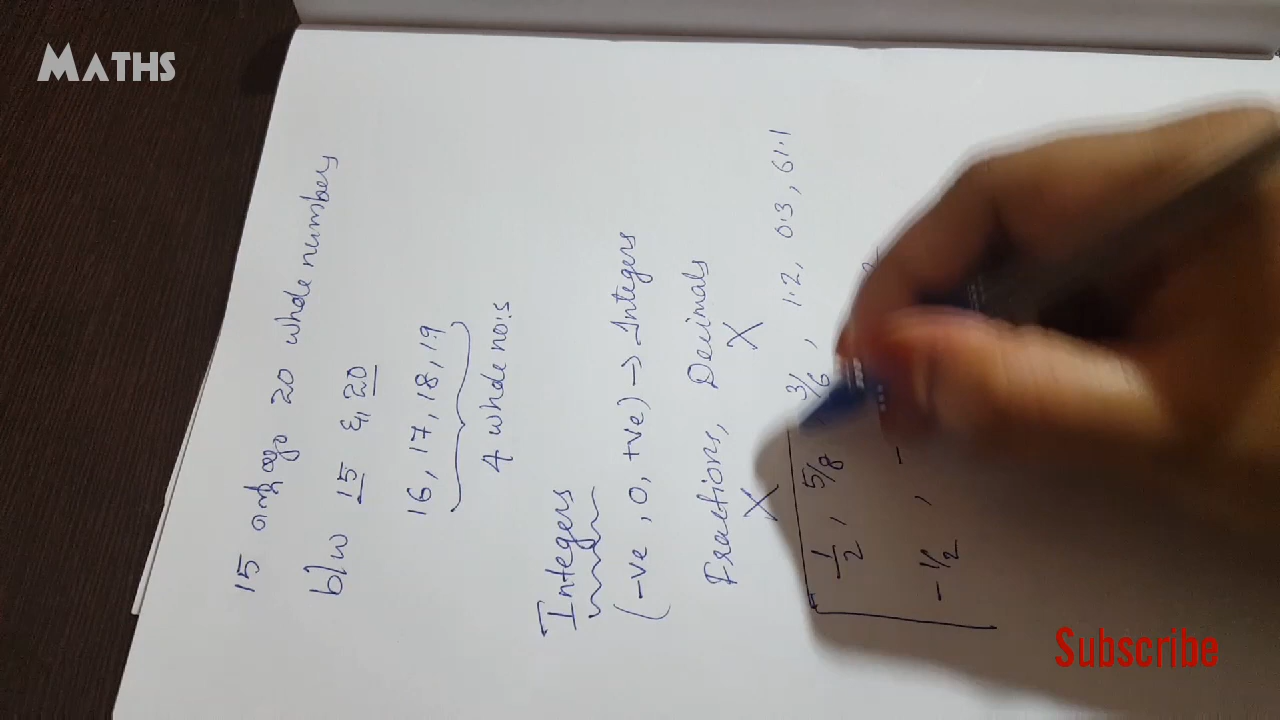 MATHS
15 20 whole numbers
b/w 15 & 20
16, 17, 18, 19
4 whole no:s
Integers
(-ve, 0, +ve) → Integers
Fractions, Decimals
X X
1/2, 5/8 3/6, 1.2, 0.3, 61.1
-1/2, -
Subscribe